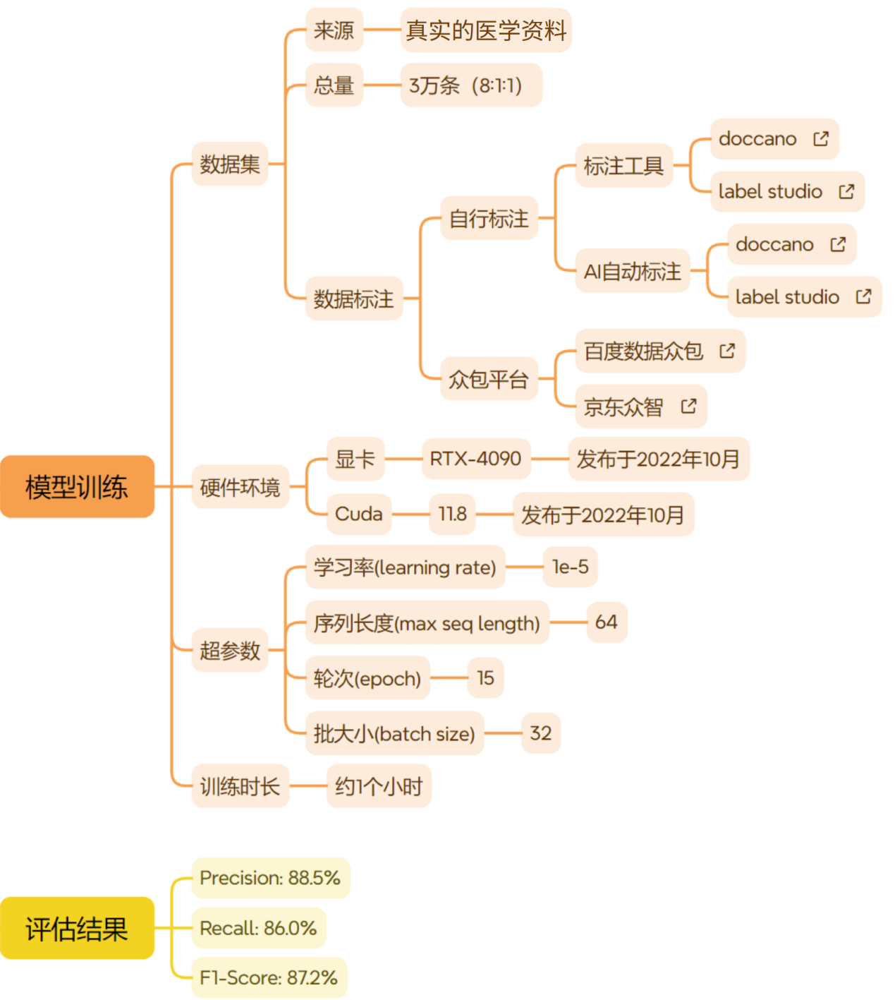 模型训练
数据集
来源
真实的医学资料
总量
3万条（8:1:1）
数据标注
自行标注
标注工具
doccano
label studio
AI自动标注
doccano
label studio
众包平台
百度数据众包
京东众智
硬件环境
显卡
RTX-4090
发布于2022年10月
Cuda
11.8
发布于2022年10月
超参数
学习率(learning rate)
1e-5
序列长度(max seq length)
64
轮次(epoch)
15
批大小(batch size)
32
训练时长
约1个小时
评估结果
Precision: 88.5%
Recall: 86.0%
F1-Score: 87.2%